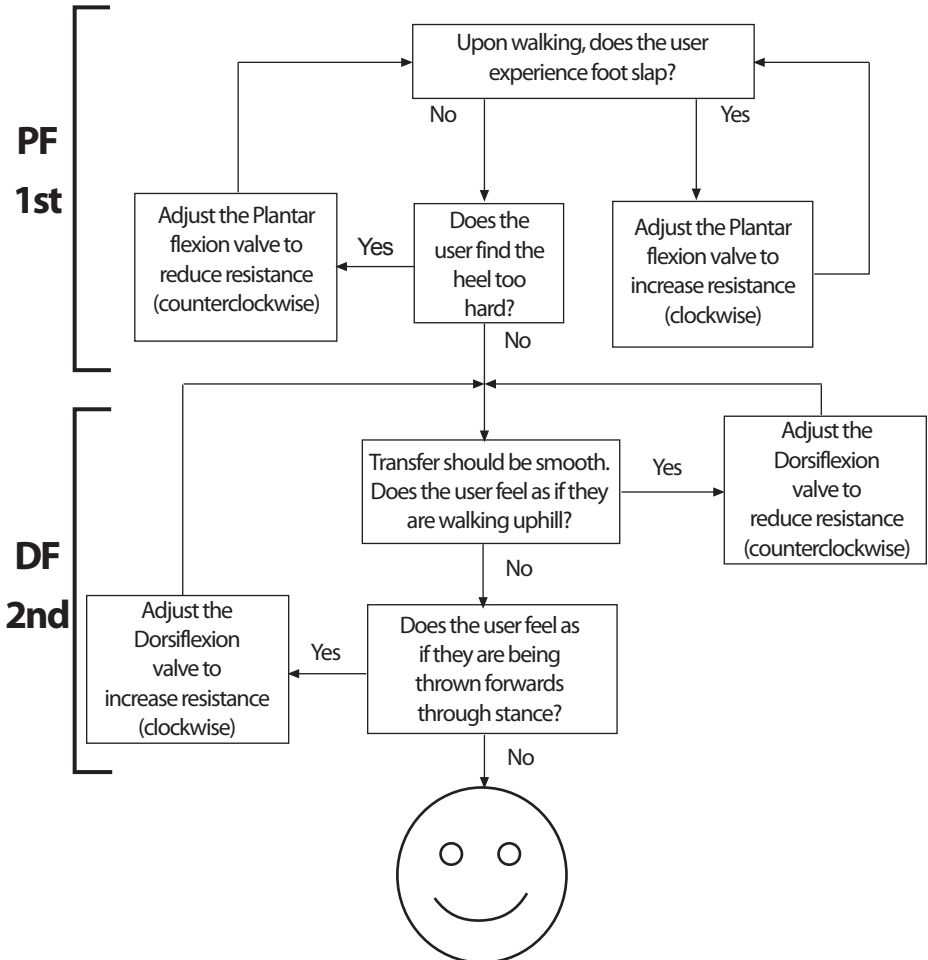 Upon walking, does the user
experience foot slap?
No
Yes
PF
1st
Adjust the Plantar
flexion valve to
reduce resistance
(counterclockwise)
Yes
Does the
user find the
heel too
hard?
Adjust the Plantar
flexion valve to
increase resistance
(clockwise)
No
Transfer should be smooth.
Does the user feel as if they
are walking uphill?
Yes
Adjust the
Dorsiflexion
valve to
reduce resistance
(counterclockwise)
DF
2nd
No
Adjust the
Dorsiflexion
valve to
increase resistance
(clockwise)
Yes
Does the user feel as
if they are being
thrown forwards
through stance?
No